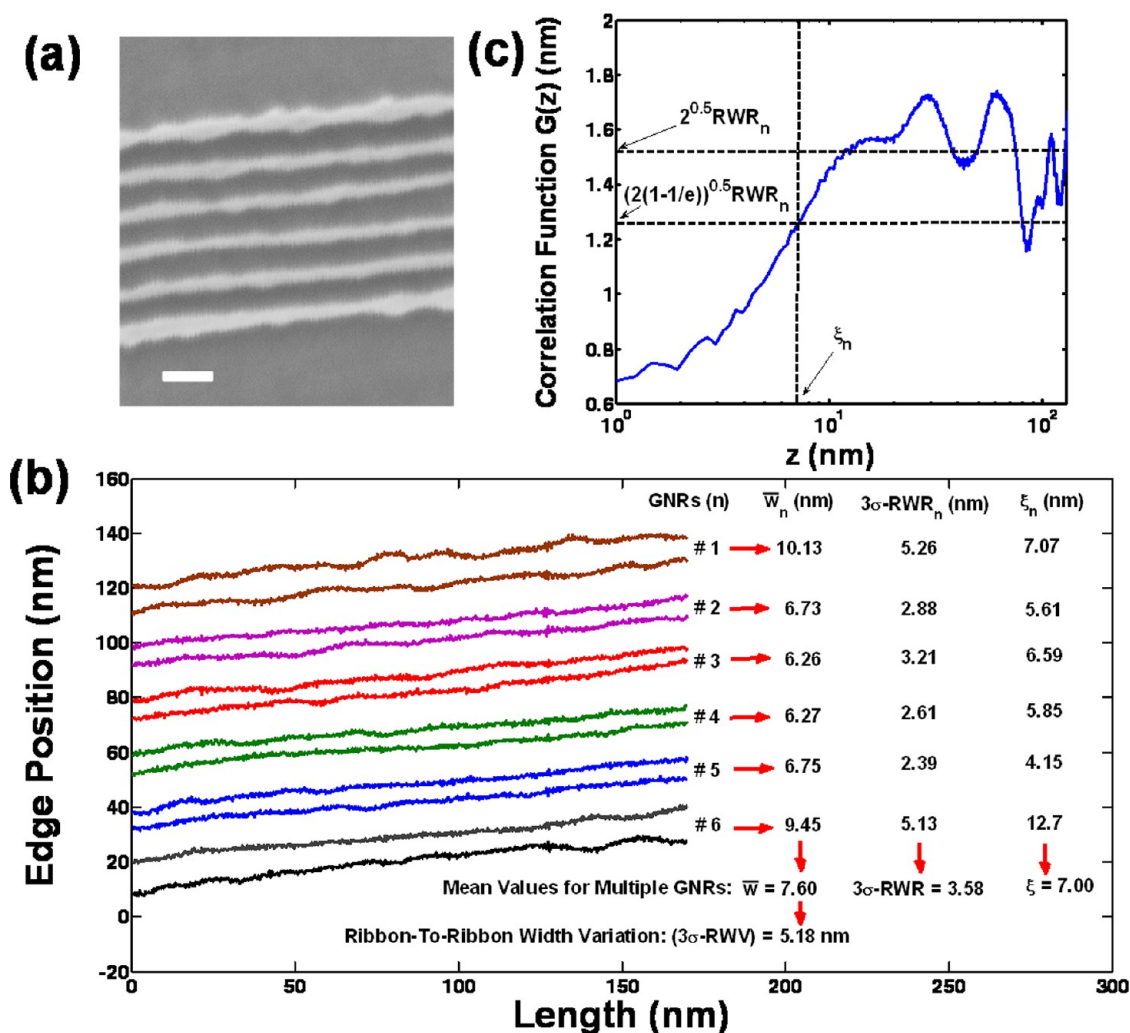 (a)
(c)
Correlation Function G(z) (nm)
2
1.8
1.6
1.4
1.2
1
0.8
0.6
2^0.5 RWR_n
(2(1-1/e))^0.5 RWR_n
ξ_n
10^0
10^1
10^2
z (nm)
(b)
Edge Position (nm)
160
140
120
100
80
60
40
20
0
-20
GNRs (n) w̅_n (nm) 3σ-RWR_n (nm) ξ_n (nm)
#1 10.13 5.26 7.07
#2 6.73 2.88 5.61
#3 6.26 3.21 6.59
#4 6.27 2.61 5.85
#5 6.75 2.39 4.15
#6 9.45 5.13 12.7
Mean Values for Multiple GNRs: w̅ = 7.60 3σ-RWR = 3.58 ξ = 7.00
Ribbon-To-Ribbon Width Variation: (3σ-RWV) = 5.18 nm
0 50 100 150 200 250 300
Length (nm)